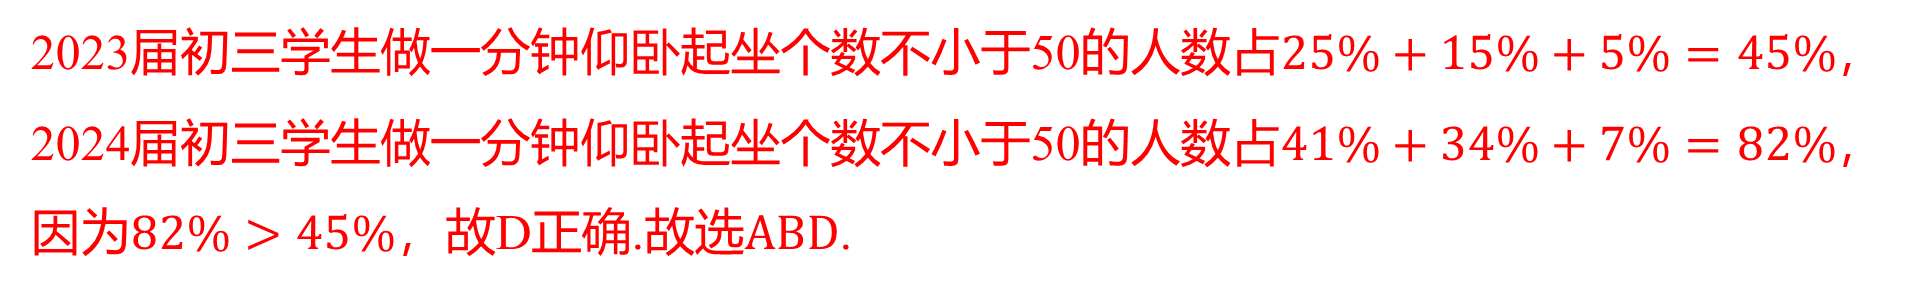 2023届初三学生做一分钟仰卧起坐个数不小于50的人数占25% + 15% + 5% = 45%,
2024届初三学生做一分钟仰卧起坐个数不小于50的人数占41% + 34% + 7% = 82%,
因为82% > 45%，故D正确.故选ABD.